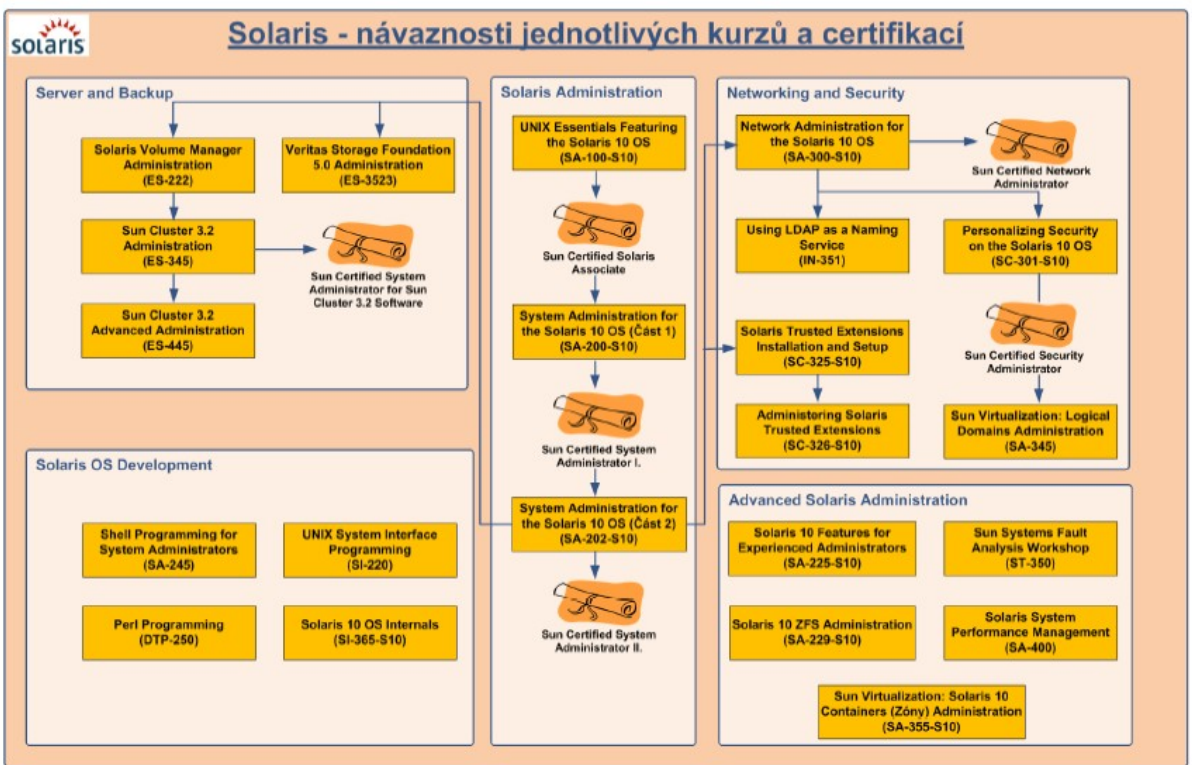 solaris
Solaris - návaznosti jednotlivých kurzů a certifikací
Server and Backup
Solaris Volume Manager
Administration
(ES-222)
Veritas Storage Foundation
5.0 Administration
(ES-3523)
Sun Cluster 3.2
Administration
(ES-345)
Sun Certified System
Administrator for Sun
Cluster 3.2 Software
Sun Cluster 3.2
Advanced Administration
(ES-445)
Solaris OS Development
Shell Programming for
System Administrators
(SA-245)
UNIX System Interface
Programming
(SI-220)
Perl Programming
(DTP-250)
Solaris 10 OS Internals
(SI-365-S10)
Solaris Administration
UNIX Essentials Featuring
the Solaris 10 OS
(SA-100-S10)
Sun Certified Solaris
Associate
System Administration for
the Solaris 10 OS (Část 1)
(SA-200-S10)
Sun Certified System
Administrator I.
System Administration for
the Solaris 10 OS (Část 2)
(SA-202-S10)
Sun Certified System
Administrator II.
Networking and Security
Network Administration for
the Solaris 10 OS
(SA-300-S10)
Sun Certified Network
Administrator
Using LDAP as a Naming
Service
(IN-351)
Personalizing Security
on the Solaris 10 OS
(SC-301-S10)
Solaris Trusted Extensions
Installation and Setup
(SC-325-S10)
Sun Certified Security
Administrator
Administering Solaris
Trusted Extensions
(SC-326-S10)
Sun Virtualization: Logical
Domains Administration
(SA-345)
Advanced Solaris Administration
Solaris 10 Features for
Experienced Administrators
(SA-225-S10)
Sun Systems Fault
Analysis Workshop
(ST-350)
Solaris 10 ZFS Administration
(SA-229-S10)
Solaris System
Performance Management
(SA-400)
Sun Virtualization: Solaris 10
Containers (Zóny) Administration
(SA-355-S10)